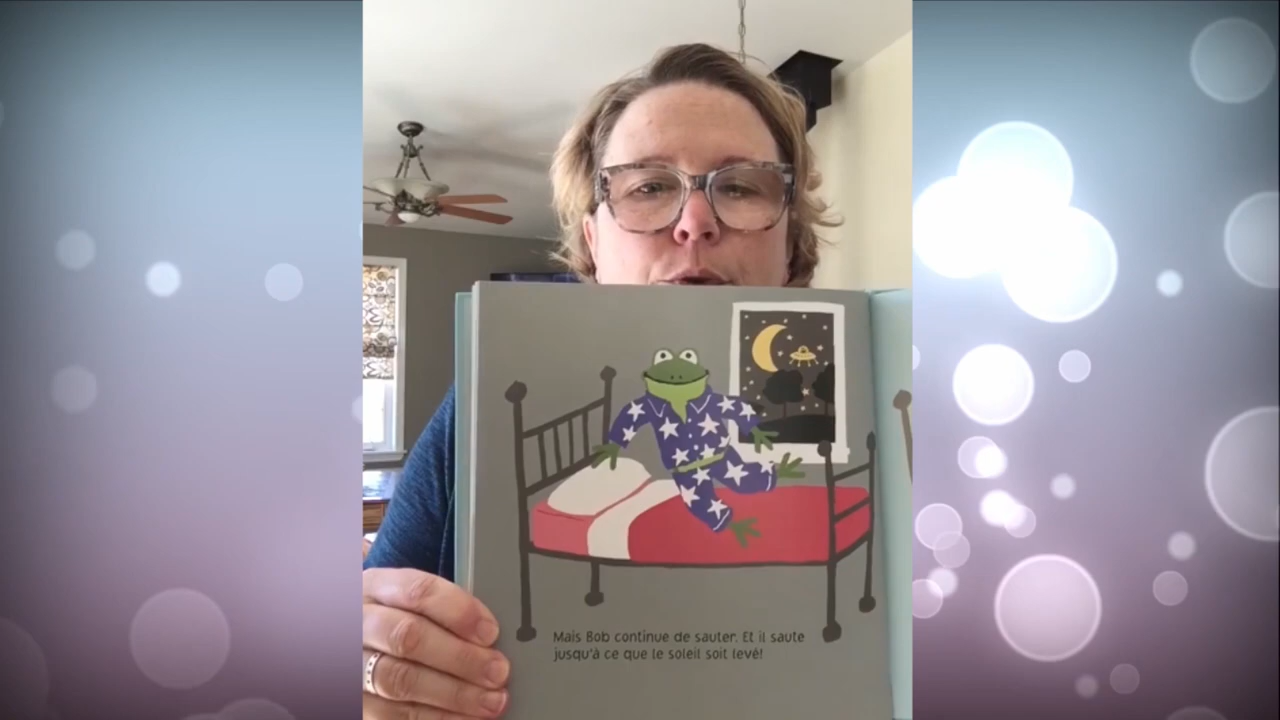 Mais Bob continue de sauter. Et il saute
jusqu'à ce que le soleil soit levé!